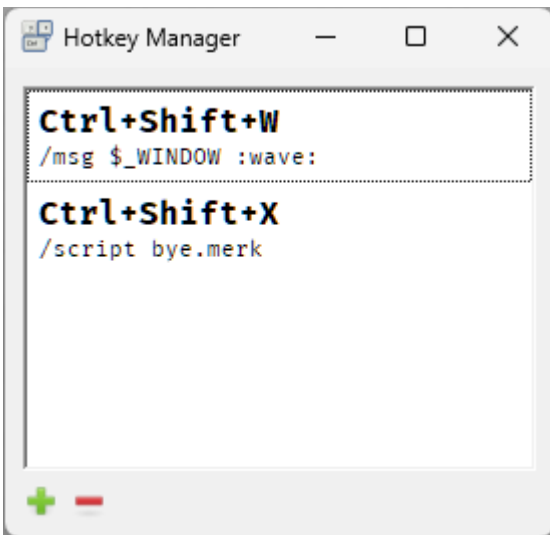 Hotkey Manager
Ctrl+Shift+W
/msg $_WINDOW :wave:
Ctrl+Shift+X
/script bye.merk